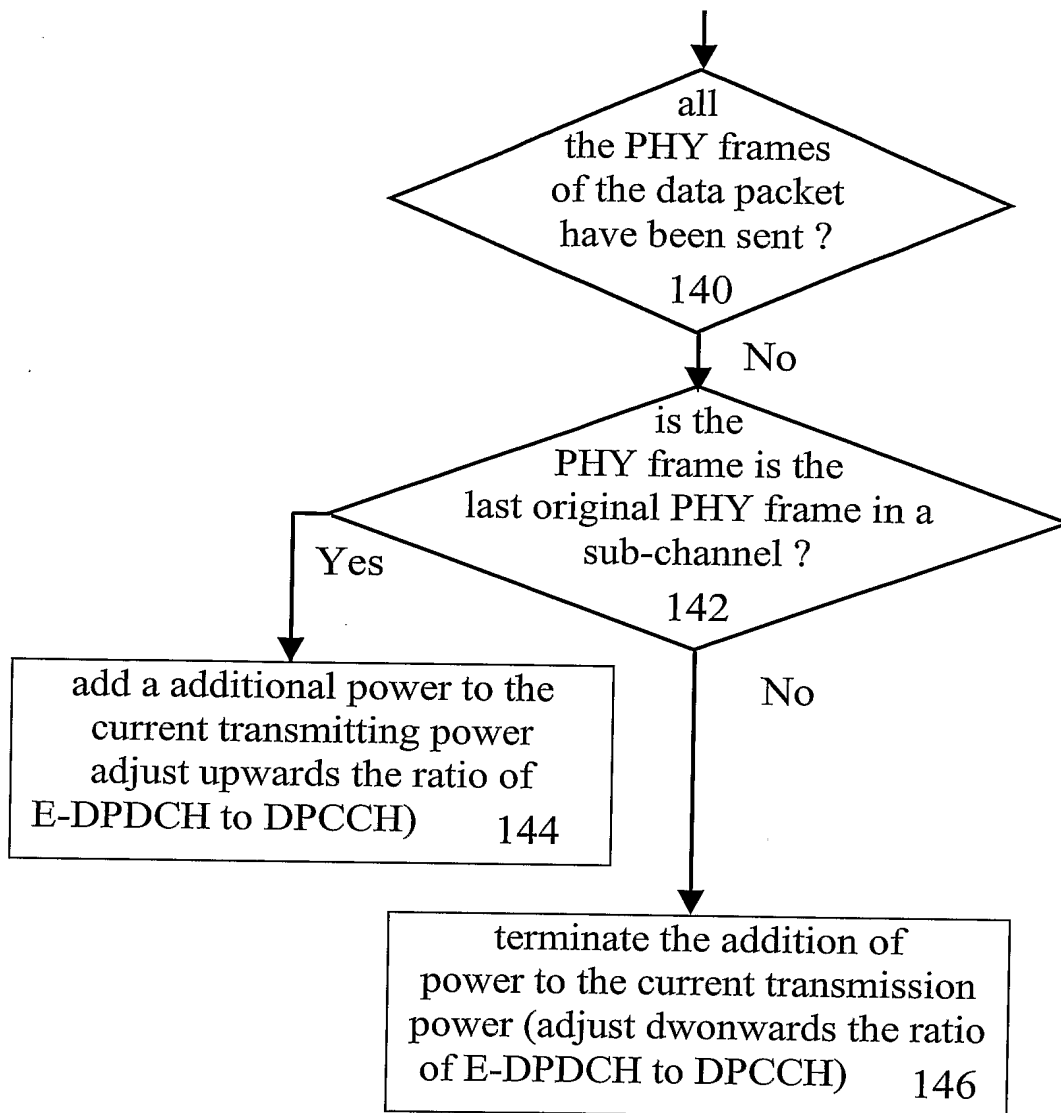 all
the PHY frames
of the data packet
have been sent ?
140
No
is the
PHY frame is the
last original PHY frame in a
sub-channel ?
142
Yes
No
add a additional power to the
current transmitting power
adjust upwards the ratio of
E-DPDCH to DPCCH)
144
terminate the addition of
power to the current transmission
power (adjust dwonwards the ratio
of E-DPDCH to DPCCH)
146